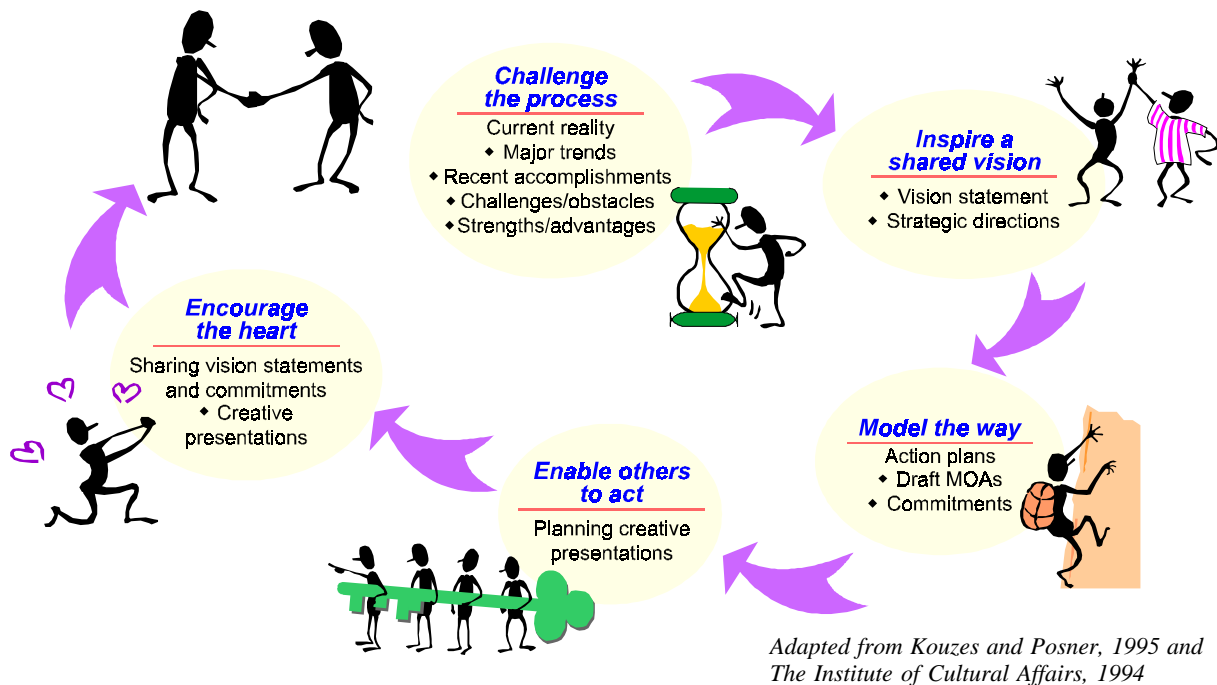 Challenge
the process
Current reality
◆ Major trends
◆ Recent accomplishments
◆ Challenges/obstacles
◆ Strengths/advantages
Inspire a
shared vision
◆ Vision statement
◆ Strategic directions
Model the way
Action plans
◆ Draft MOAs
◆ Commitments
Enable others
to act
Planning creative
presentations
Encourage
the heart
Sharing vision statements
and commitments
◆ Creative
presentations
Adapted from Kouzes and Posner, 1995 and
The Institute of Cultural Affairs, 1994